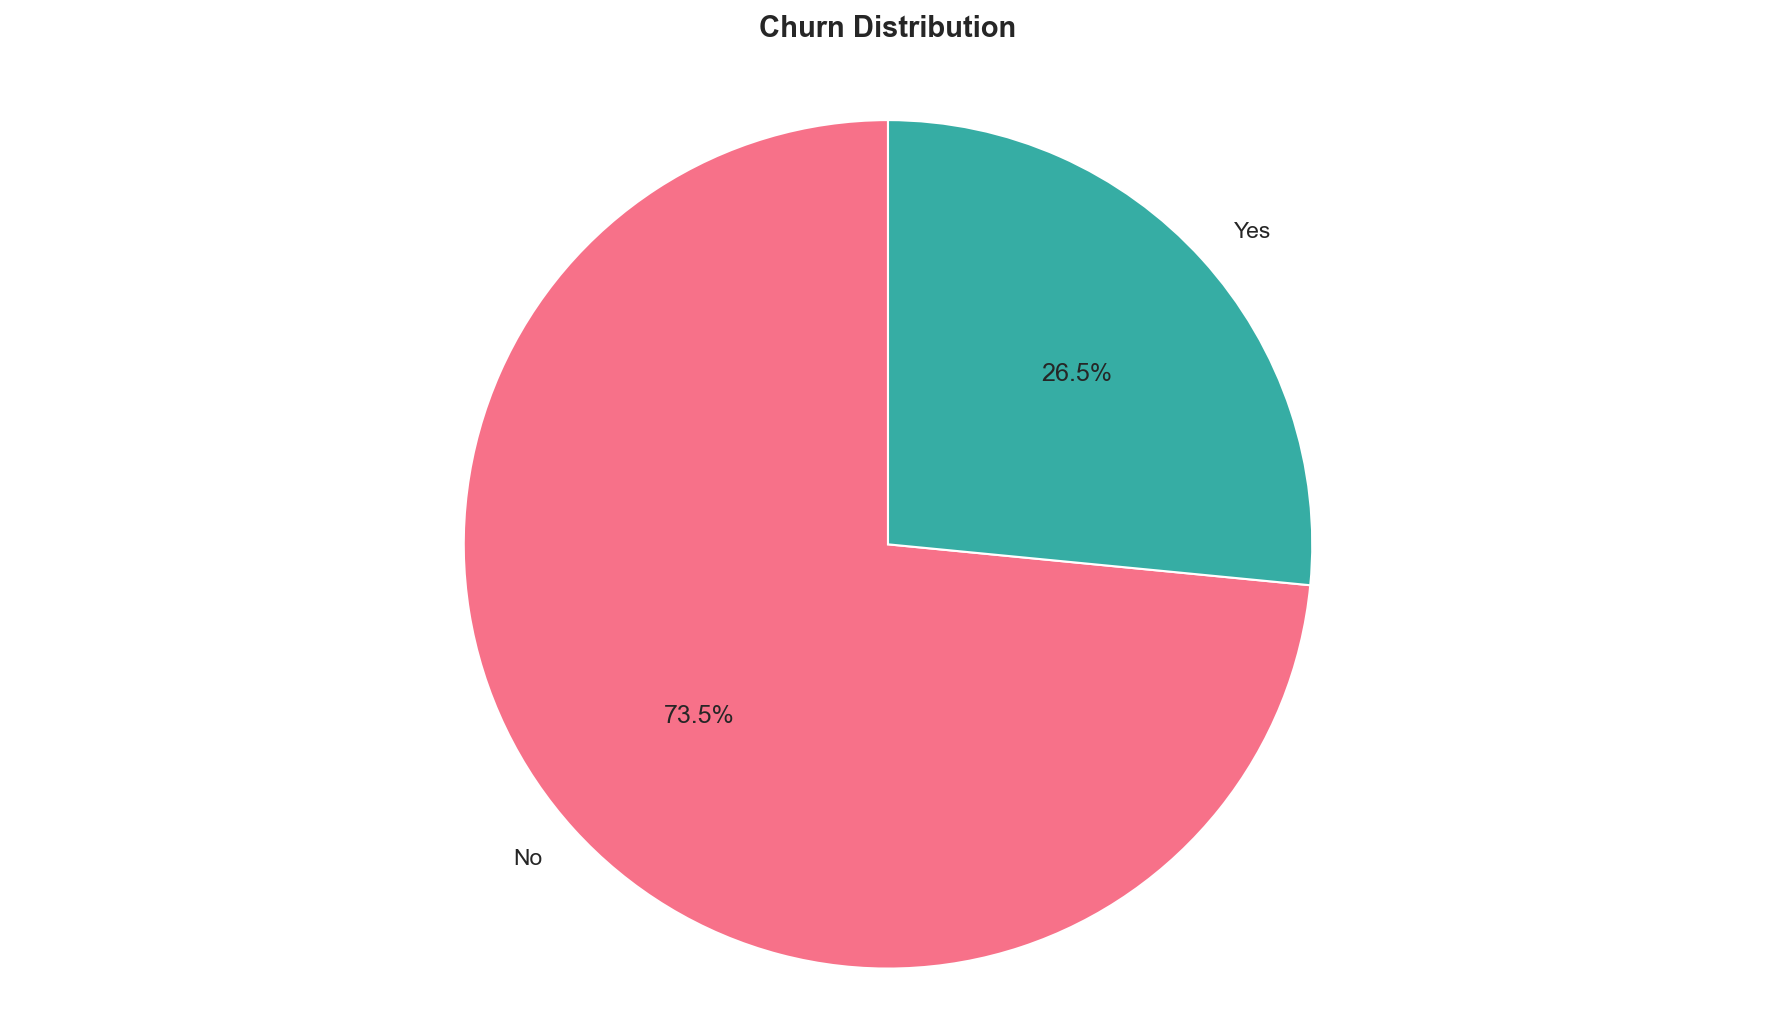 Churn Distribution
Yes
26.5%
73.5%
No